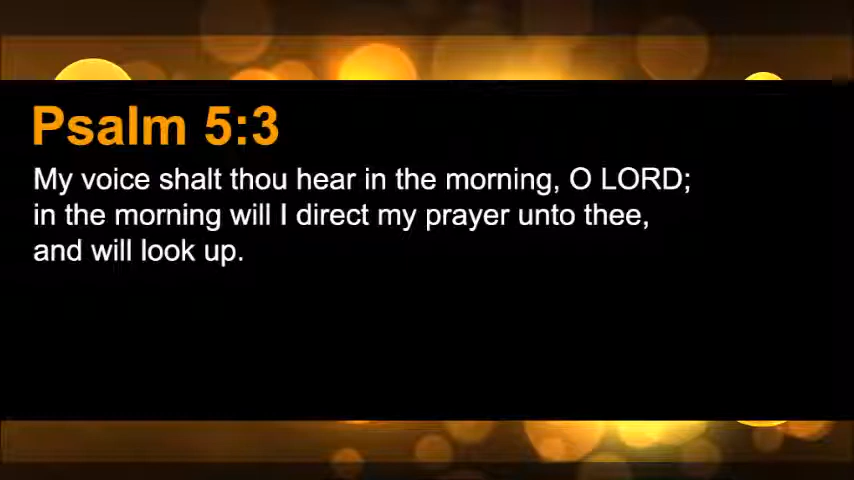 Psalm 5:3
My voice shalt thou hear in the morning, O LORD;
in the morning will I direct my prayer unto thee,
and will look up.